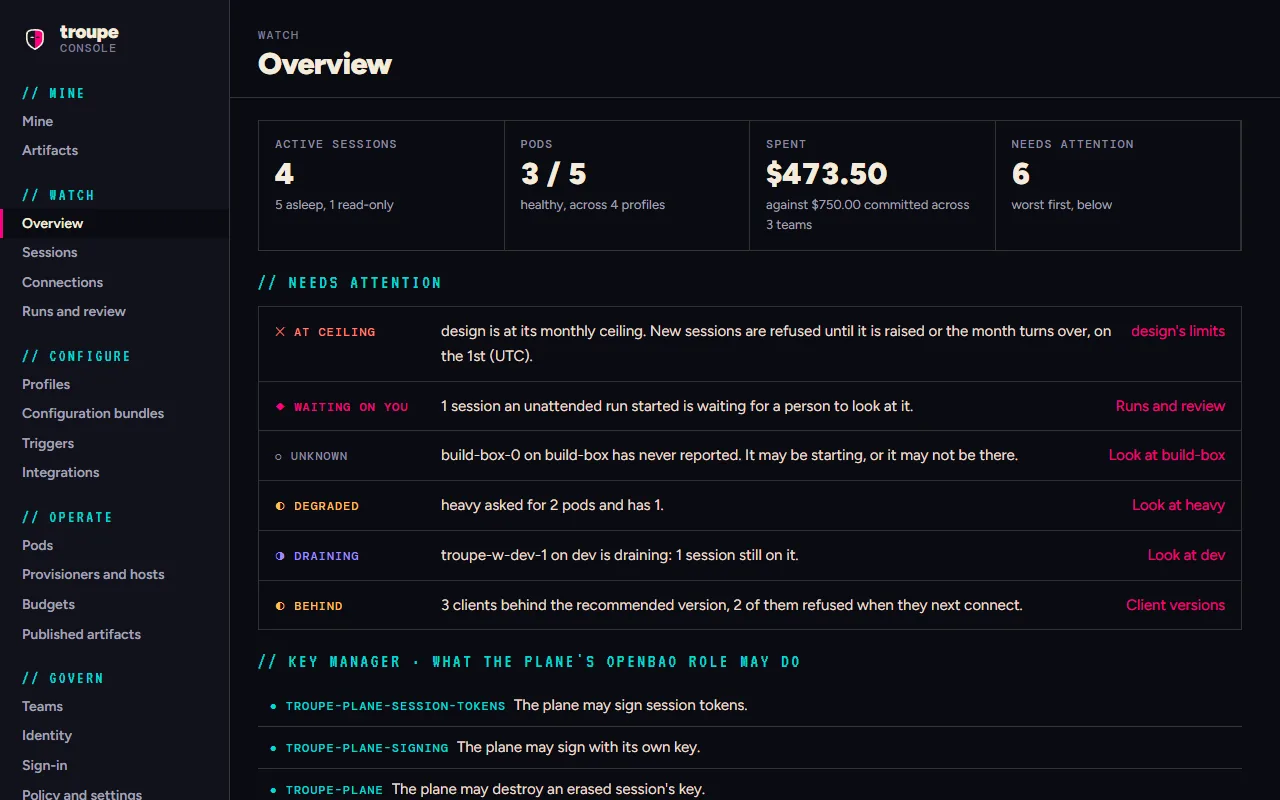 troupe
CONSOLE
// MINE
Mine
Artifacts
// WATCH
Overview
Sessions
Connections
Runs and review
// CONFIGURE
Profiles
Configuration bundles
Triggers
Integrations
// OPERATE
Pods
Provisioners and hosts
Budgets
Published artifacts
// GOVERN
Teams
Identity
Sign-in
Policy and settings
WATCH
Overview
ACTIVE SESSIONS
4
5 asleep, 1 read-only
PODS
3 / 5
healthy, across 4 profiles
SPENT
$473.50
against $750.00 committed across
3 teams
NEEDS ATTENTION
6
worst first, below
// NEEDS ATTENTION
AT CEILING design is at its monthly ceiling. New sessions are refused until it is raised or the month turns over, on design's limits
the 1st (UTC).
WAITING ON YOU 1 session an unattended run started is waiting for a person to look at it. Runs and review
UNKNOWN build-box-0 on build-box has never reported. It may be starting, or it may not be there. Look at build-box
DEGRADED heavy asked for 2 pods and has 1. Look at heavy
DRAINING troupe-w-dev-1 on dev is draining: 1 session still on it. Look at dev
BEHIND 3 clients behind the recommended version, 2 of them refused when they next connect. Client versions
// KEY MANAGER · WHAT THE PLANE'S OPENBAO ROLE MAY DO
TROUPE-PLANE-SESSION-TOKENS The plane may sign session tokens.
TROUPE-PLANE-SIGNING The plane may sign with its own key.
TROUPE-PLANE The plane may destroy an erased session's key.